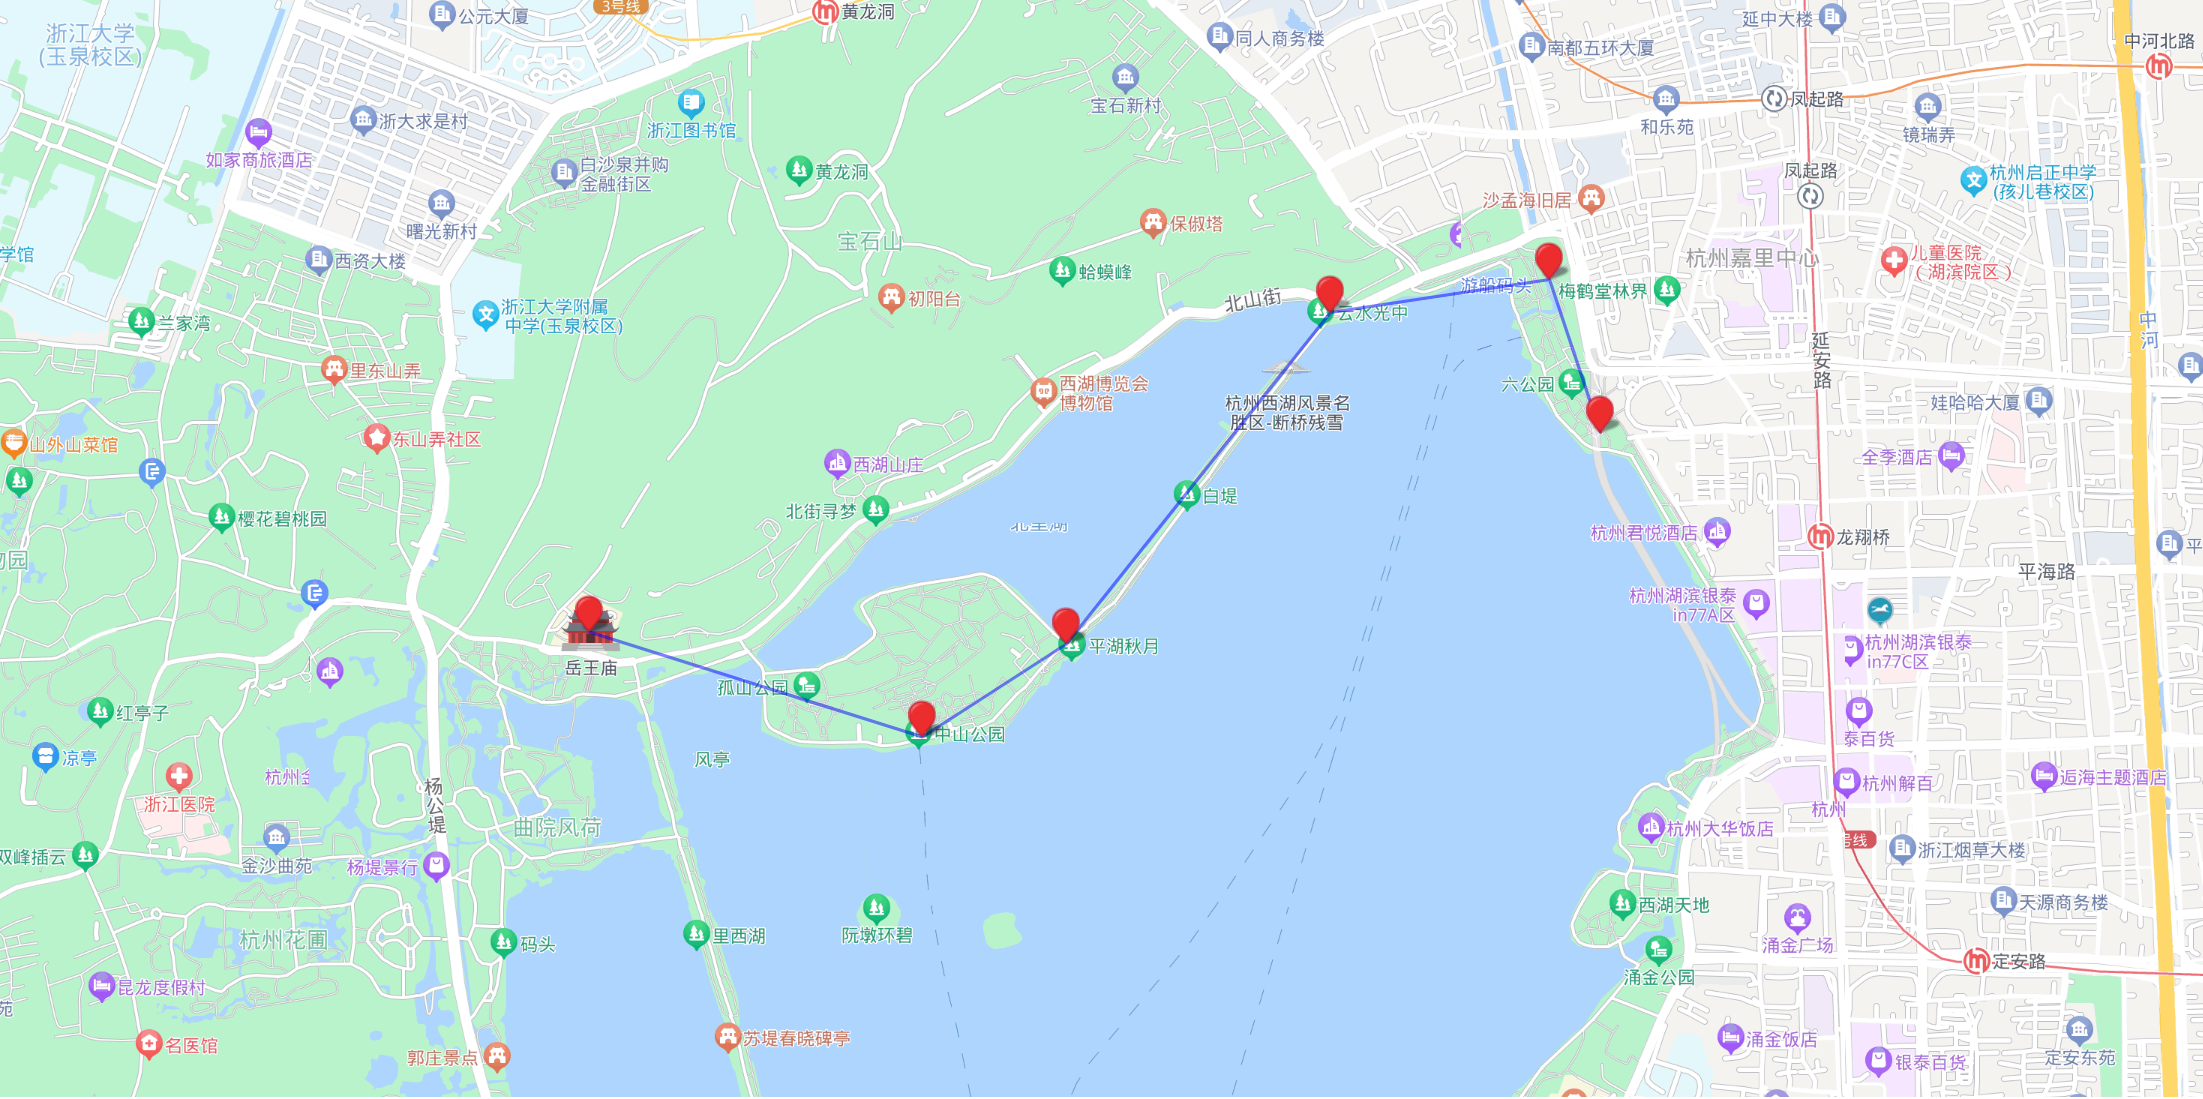 浙江大学
(玉泉校区)
公元大厦
3号线
黄龙洞
同人商务楼
南都五环大厦
延中大楼
中河北路
浙大求是村
如家商旅酒店
浙江图书馆
宝石新村
和乐苑
凤起路
镜瑞弄
白沙泉并购
金融街区
黄龙洞
凤起路
杭州启正中学
(孩儿巷校区)
曙光新村
保俶塔
沙孟海旧居
学馆
西资大楼
宝石山
蛤蟆峰
杭州嘉里中心
儿童医院
(湖滨院区)
初阳台
北山街
游船码头
梅鹤堂林界
兰家湾
浙江大学附属
中学(玉泉校区)
云水光中
中河
里东山弄
西湖博览会
博物馆
延安路
六公园
杭州西湖风景名
胜区-断桥残雪
娃哈哈大厦
山外山菜馆
东山弄社区
西湖山庄
全季酒店
白堤
樱花碧桃园
北街寻梦
杭州君悦酒店
龙翔桥
平
平海路
杭州湖滨银泰
in77A区
岳王庙
平湖秋月
杭州湖滨银泰
in77C区
孤山公园
红亭子
中山公园
泰百货
凉亭
风亭
杭州
浙江医院
杨公堤
杭州解百
逅海主题酒店
杭州
曲院风荷
杭州大华饭店
号线
浙江烟草大楼
双峰插云
金沙曲苑
杨堤景行
西湖天地
天源商务楼
杭州花圃
码头
里西湖
阮墩环碧
涌金广场
定安路
涌金公园
昆龙度假村
苑
名医馆
郭庄景点
苏堤春晓碑亭
涌金饭店
银泰百货
定安东苑